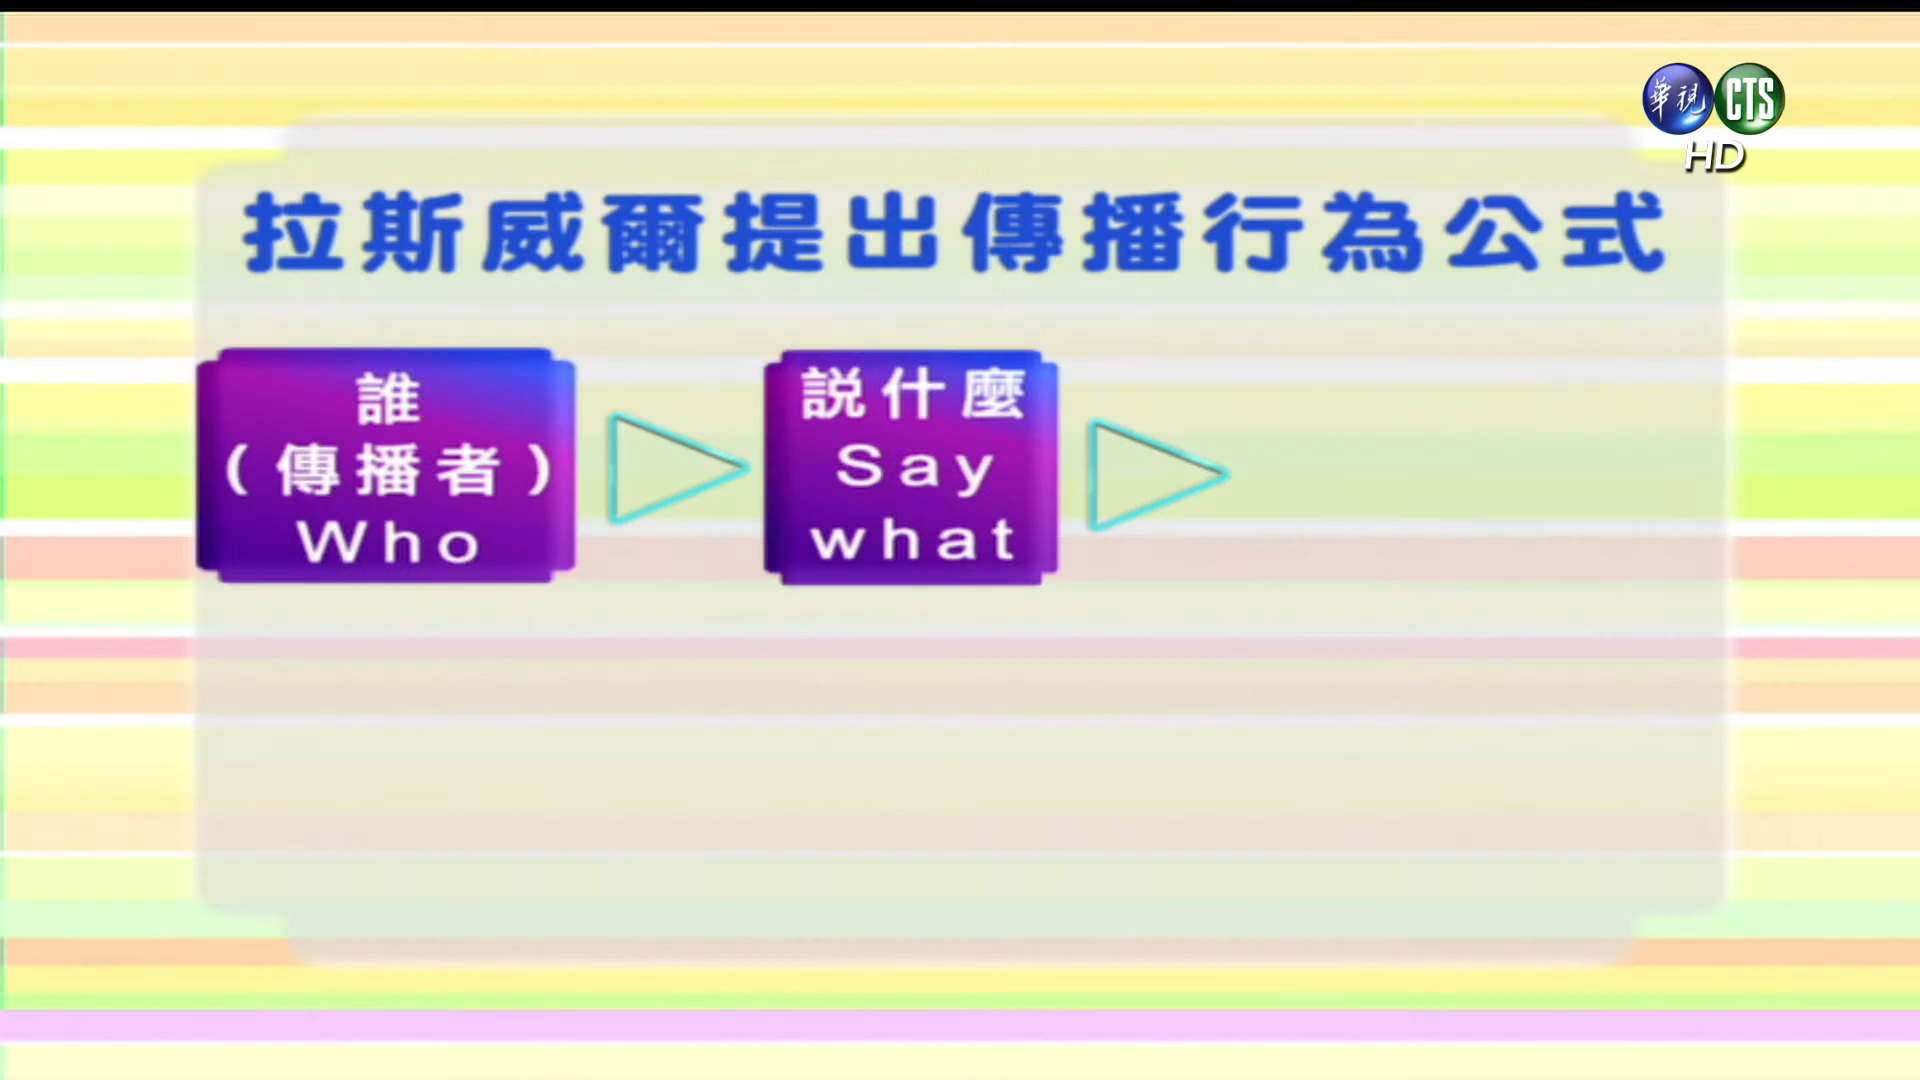 華視 CTS
HD
拉斯威爾提出傳播行為公式
誰
（傳播者）
Who
說什麼
Say
what